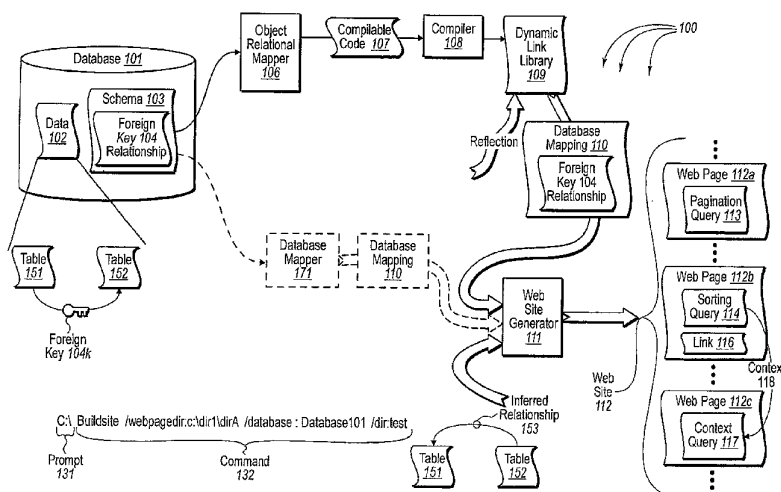 100
Database 101
Schema 103
Foreign
Key 104
Relationship
Data
102
Table
151
Table
152
Foreign
Key 104k
Object
Relational
Mapper
106
Compilable
Code 107
Compiler
108
Dynamic
Link
Library
109
Reflection
Database
Mapping 110
Foreign
Key 104
Relationship
Database
Mapper
171
Database
Mapping
110
Web Site
Generator
111
Inferred
Relationship
153
Table
151
Table
152
Web
Site
112
Web Page 112a
Pagination
Query
113
Web Page 112b
Sorting
Query 114
Link 116
Context
118
Web Page 112c
Context
Query
117
C:\ Buildsite /webpagedir:c:\dir1\dirA /database : Database101 /dir:test
Prompt
131
Command
132